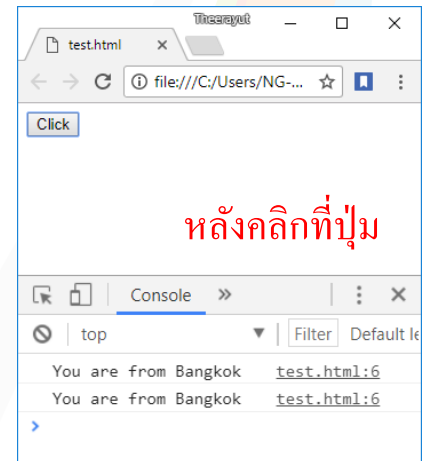 Theerayut
test.html
file:///C:/Users/NG-...
Click
หลังคลิกที่ปุ่ม
Console »
top Filter Default le
You are from Bangkok test.html:6
You are from Bangkok test.html:6
>